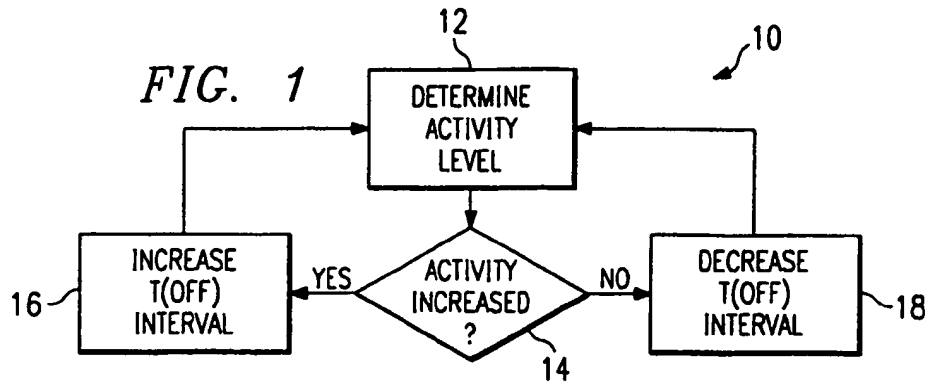 12
10
FIG. 1
DETERMINE
ACTIVITY
LEVEL
16
INCREASE
T(OFF)
INTERVAL
YES
ACTIVITY
INCREASED
?
NO
14
DECREASE
T(OFF)
INTERVAL
18